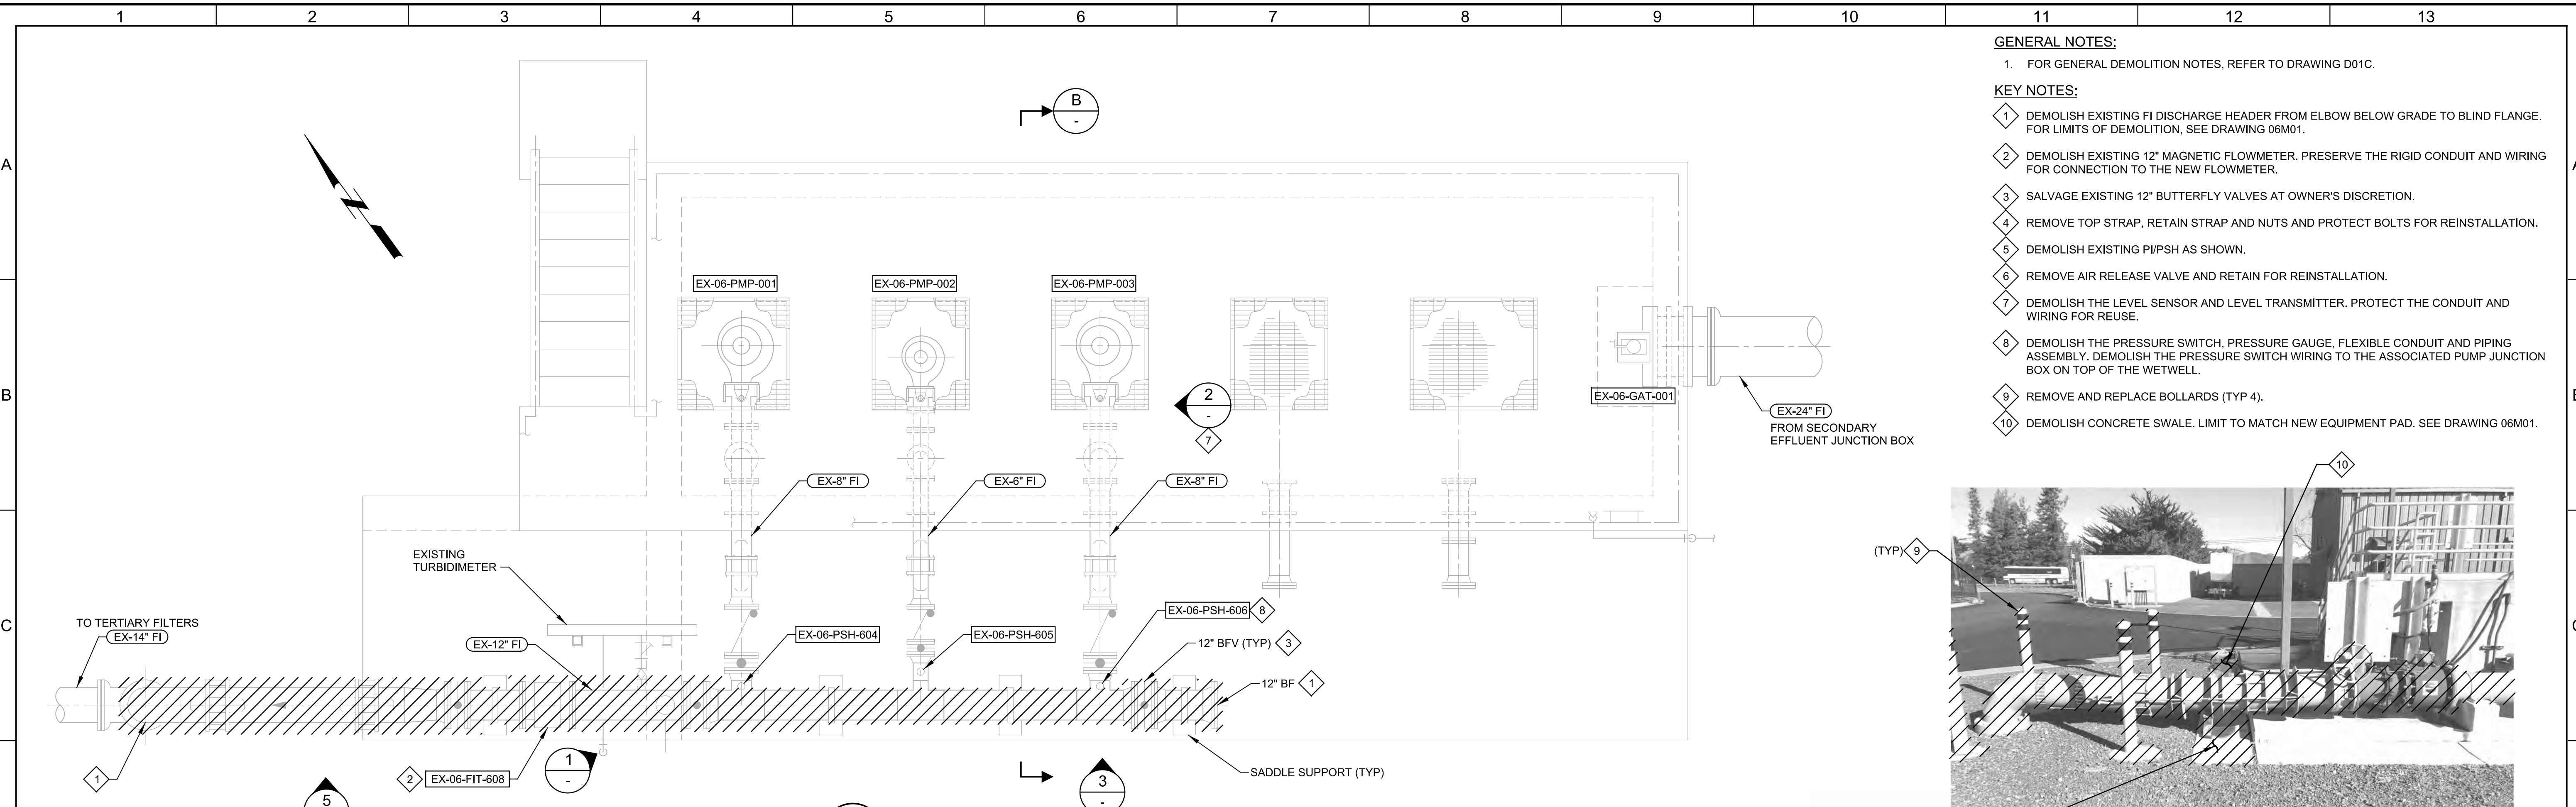 1 2 3 4 5 6 7 8 9 10 11 12 13
A
B
C
A
GENERAL NOTES:
1. FOR GENERAL DEMOLITION NOTES, REFER TO DRAWING D01C.
KEY NOTES:
1 DEMOLISH EXISTING FI DISCHARGE HEADER FROM ELBOW BELOW GRADE TO BLIND FLANGE.
FOR LIMITS OF DEMOLITION, SEE DRAWING 06M01.
2 DEMOLISH EXISTING 12" MAGNETIC FLOWMETER. PRESERVE THE RIGID CONDUIT AND WIRING
FOR CONNECTION TO THE NEW FLOWMETER.
3 SALVAGE EXISTING 12" BUTTERFLY VALVES AT OWNER'S DISCRETION.
4 REMOVE TOP STRAP, RETAIN STRAP AND NUTS AND PROTECT BOLTS FOR REINSTALLATION.
5 DEMOLISH EXISTING PI/PSH AS SHOWN.
6 REMOVE AIR RELEASE VALVE AND RETAIN FOR REINSTALLATION.
7 DEMOLISH THE LEVEL SENSOR AND LEVEL TRANSMITTER. PROTECT THE CONDUIT AND
WIRING FOR REUSE.
8 DEMOLISH THE PRESSURE SWITCH, PRESSURE GAUGE, FLEXIBLE CONDUIT AND PIPING
ASSEMBLY. DEMOLISH THE PRESSURE SWITCH WIRING TO THE ASSOCIATED PUMP JUNCTION
BOX ON TOP OF THE WETWELL.
9 REMOVE AND REPLACE BOLLARDS (TYP 4).
10 DEMOLISH CONCRETE SWALE. LIMIT TO MATCH NEW EQUIPMENT PAD. SEE DRAWING 06M01.
B
-
N
EX-06-PMP-001
EX-06-PMP-002
EX-06-PMP-003
2
-
7
EX-06-GAT-001
EX-24" FI
FROM SECONDARY
EFFLUENT JUNCTION BOX
EX-8" FI
EX-6" FI
EX-8" FI
10
(TYP) 9
EXISTING
TURBIDIMETER
TO TERTIARY FILTERS
EX-14" FI
EX-12" FI
EX-06-PSH-604
EX-06-PSH-605
EX-06-PSH-606 8
12" BFV (TYP) 3
12" BF 1
1
2 EX-06-FIT-608
1
-
SADDLE SUPPORT (TYP)
3
-
5